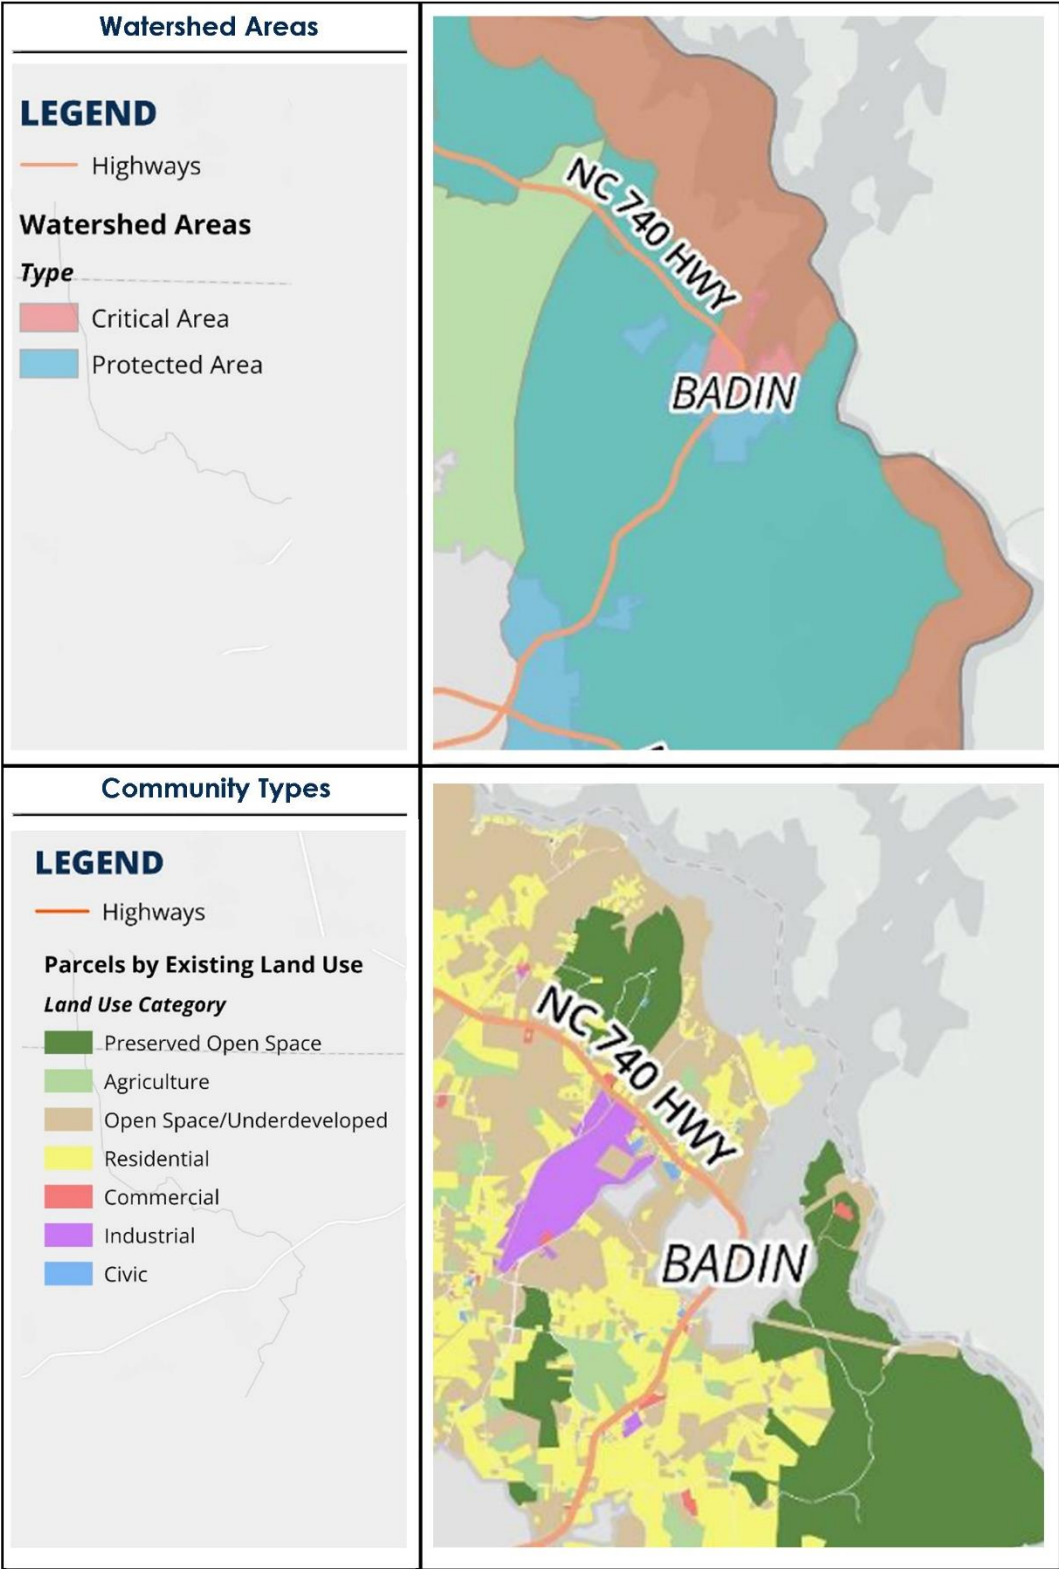 Watershed Areas
LEGEND
Highways
Watershed Areas
Type
Critical Area
Protected Area
NC 740 HWY
BADIN
Community Types
LEGEND
Highways
Parcels by Existing Land Use
Land Use Category
Preserved Open Space
Agriculture
Open Space/Underdeveloped
Residential
Commercial
Industrial
Civic
NC 740 HWY
BADIN